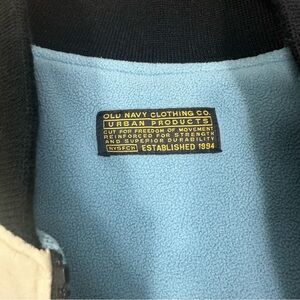 OLD NAVY CLOTHING CO.
URBAN PRODUCTS
CUT FOR FREEDOM OF MOVEMENT
REINFORCED FOR STRENGTH
AND SUPERIOR DURABILITY
ESTABLISHED 1994